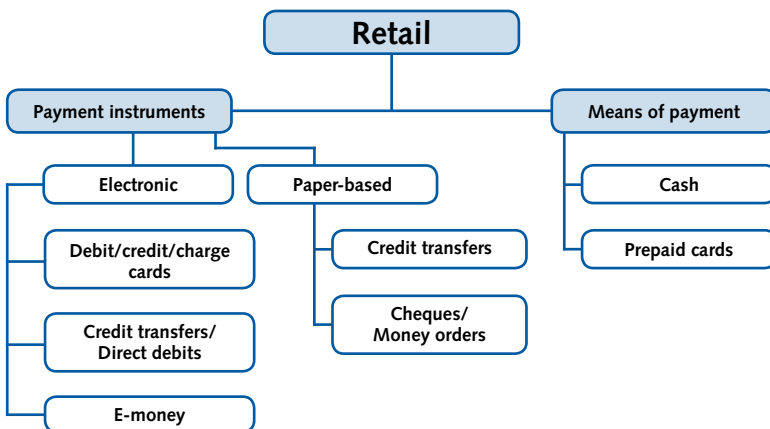 Retail
Payment instruments
Means of payment
Electronic
Paper-based
Cash
Debit/credit/charge
cards
Credit transfers
Prepaid cards
Credit transfers/
Direct debits
Cheques/
Money orders
E-money